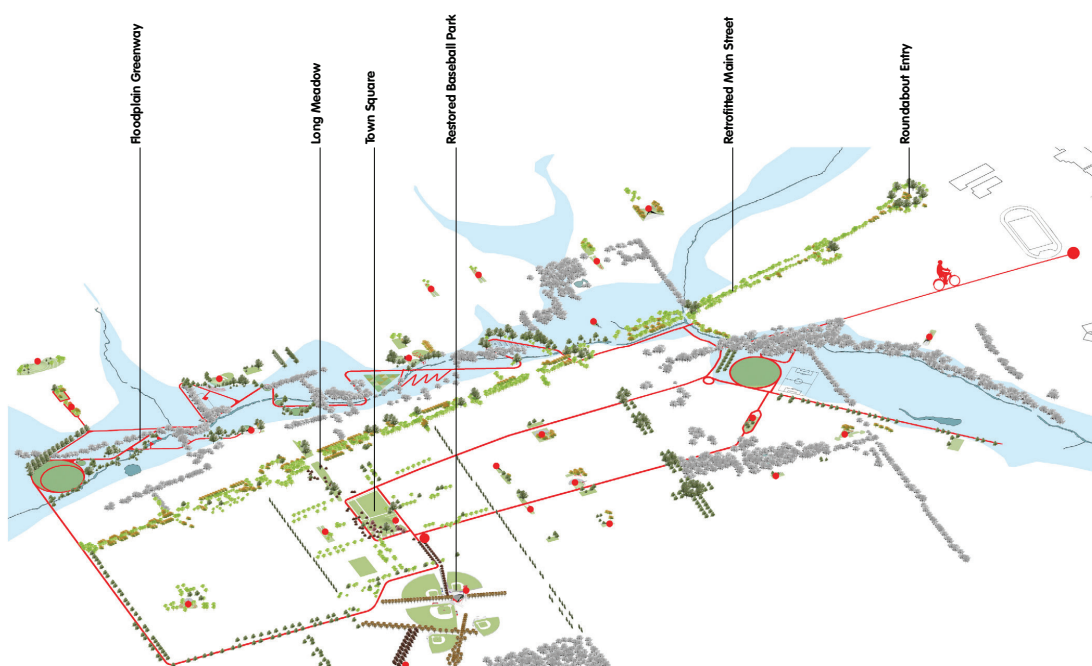 Floodplain Greenway
Long Meadow
Town Square
Restored Baseball Park
Retrofitted Main Street
Roundabout Entry